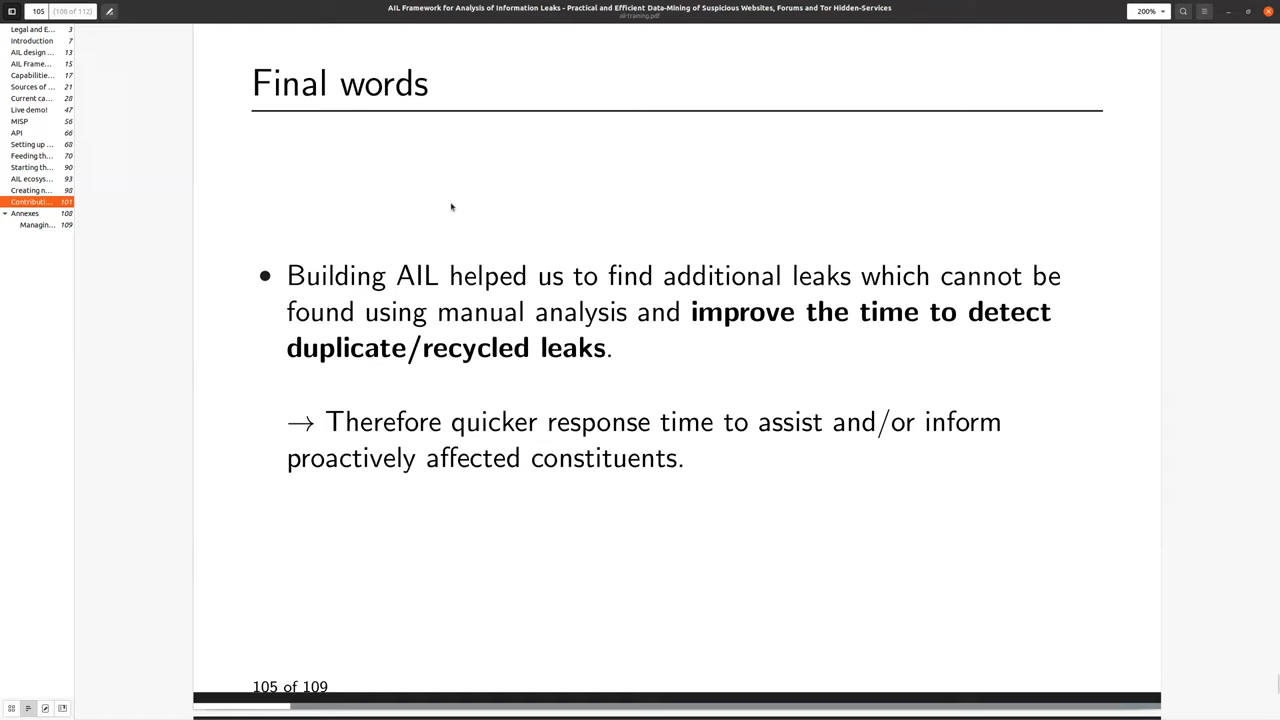 AIL Framework for Analysis of Information Leaks - Practical and Efficient Data-Mining of Suspicious Websites, Forums and Tor Hidden-Services
ail-training.pdf
105 (108 of 112)
200%
Legal and E... 3
Introduction 7
AIL design ... 13
AIL Frame... 15
Capabilitie... 17
Sources of ... 21
Current ca... 28
Live demo! 47
MISP 56
API 66
Setting up ... 68
Feeding th... 70
Starting th... 90
AIL ecosys... 93
Creating n... 98
Contributi... 101
Annexes 108
Managin... 109
Final words
• Building AIL helped us to find additional leaks which cannot be
found using manual analysis and improve the time to detect
duplicate/recycled leaks.
→ Therefore quicker response time to assist and/or inform
proactively affected constituents.
105 of 109